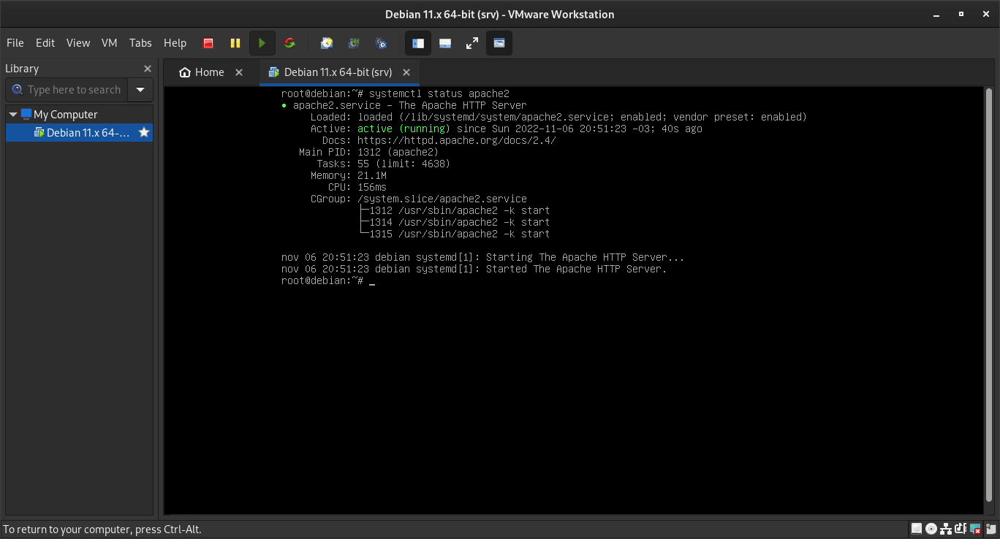 Debian 11.x 64-bit (srv) - VMware Workstation
File Edit View VM Tabs Help
Library
Type here to search
My Computer
Debian 11.x 64-...
Home
Debian 11.x 64-bit (srv)
root@debian:~# systemctl status apache2
● apache2.service - The Apache HTTP Server
Loaded: loaded (/lib/systemd/system/apache2.service; enabled; vendor preset: enabled)
Active: active (running) since Sun 2022-11-06 20:51:23 -03; 40s ago
Docs: https://httpd.apache.org/docs/2.4/
Main PID: 1312 (apache2)
Tasks: 55 (limit: 4638)
Memory: 21.1M
CPU: 156ms
CGroup: /system.slice/apache2.service
├─1312 /usr/sbin/apache2 -k start
├─1314 /usr/sbin/apache2 -k start
└─1315 /usr/sbin/apache2 -k start
nov 06 20:51:23 debian systemd[1]: Starting The Apache HTTP Server...
nov 06 20:51:23 debian systemd[1]: Started The Apache HTTP Server.
root@debian:~# _
To return to your computer, press Ctrl-Alt.